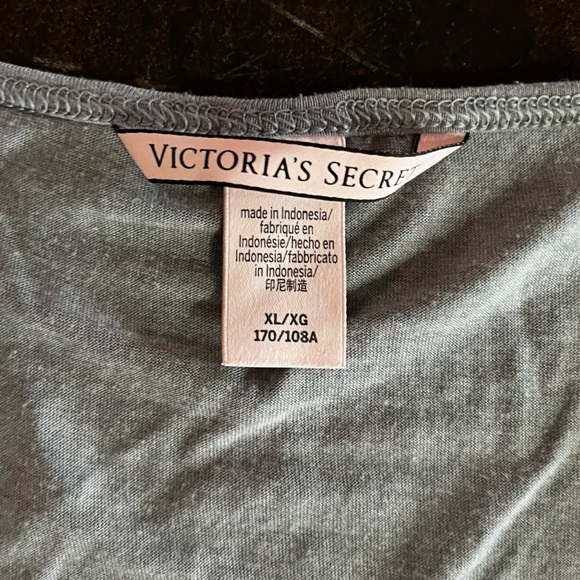 VICTORIA'S SECRET
made in Indonesia/
fabriqué en
Indonésie/hecho en
Indonesia/fabbricato
in Indonesia/
印尼制造
XL/XG
170/108A